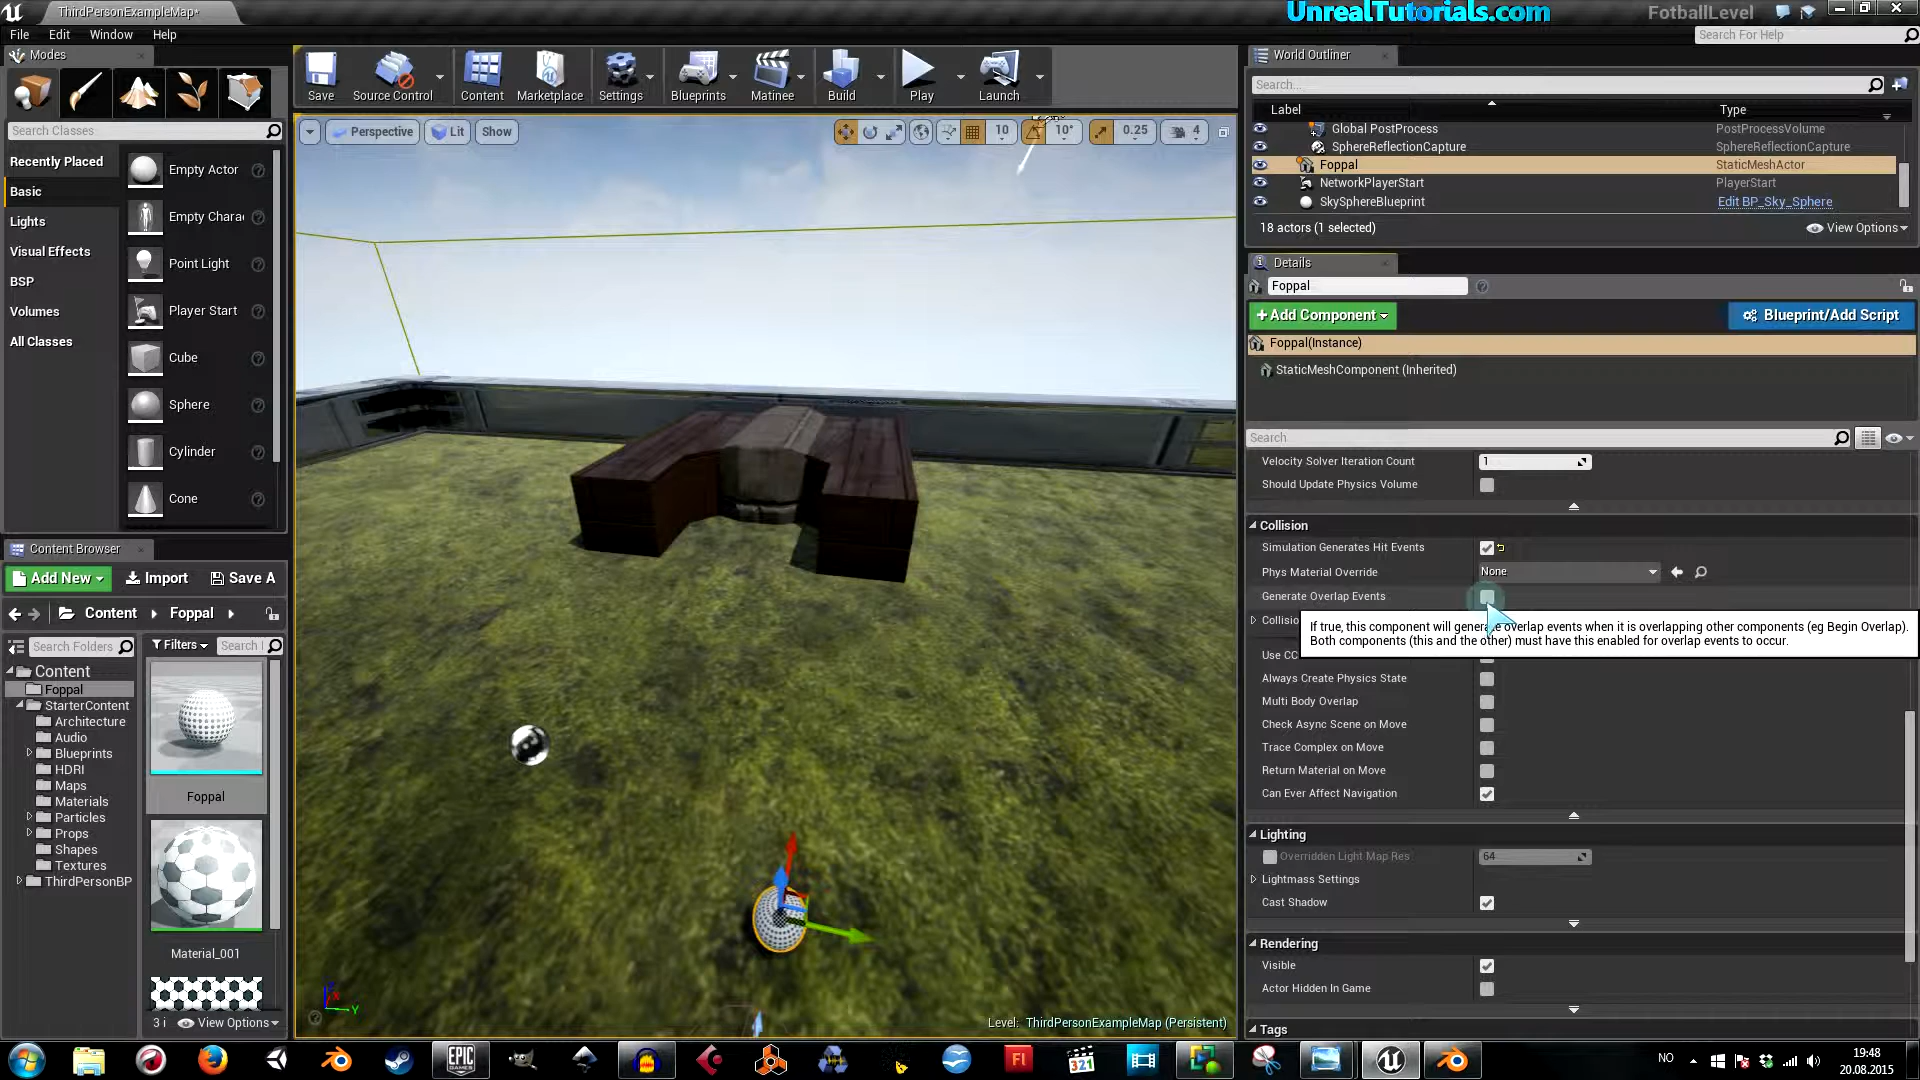 ThirdPersonExampleMap*
UnrealTutorials.com
FotballLevel
File Edit Window Help
Search For Help
Modes
Search Classes
Recently Placed
Basic
Lights
Visual Effects
BSP
Volumes
All Classes
Empty Actor
Empty Chara
Point Light
Player Start
Cube
Sphere
Cylinder
Cone
Save
Source Control
Content
Marketplace
Settings
Blueprints
Matinee
Build
Play
Launch
Perspective
Lit
Show
10
10°
0.25
4
Level: ThirdPersonExampleMap (Persistent)
World Outliner
Search...
Label Type
Global PostProcess PostProcessVolume
SphereReflectionCapture SphereReflectionCapture
Foppal StaticMeshActor
NetworkPlayerStart PlayerStart
SkySphereBlueprint Edit BP_Sky_Sphere
18 actors (1 selected)
View Options
Details
Foppal
+Add Component
Blueprint/Add Script
Foppal(Instance)
StaticMeshComponent (Inherited)
Search
Velocity Solver Iteration Count 1
Should Update Physics Volume
Collision
Simulation Generates Hit Events
Phys Material Override None
Generate Overlap Events
Collisio
If true, this component will generate overlap events when it is overlapping other components (eg Begin Overlap).
Both components (this and the other) must have this enabled for overlap events to occur.
Use CC
Always Create Physics State
Multi Body Overlap
Check Async Scene on Move
Trace Complex on Move
Return Material on Move
Can Ever Affect Navigation
Lighting
Overridden Light Map Res 64
Lightmass Settings
Cast Shadow
Rendering
Visible
Actor Hidden In Game
Tags
Content Browser
Add New
Import
Save A
Content
Foppal
Search Folders
Filters
Search
Content
Foppal
StarterContent
Architecture
Audio
Blueprints
HDRI
Maps
Materials
Particles
Props
Shapes
Textures
ThirdPersonBP
Foppal
Material_001
3 i
View Options
EPIC
GAMES
Fl
321
NO
19:48
20.08.2015